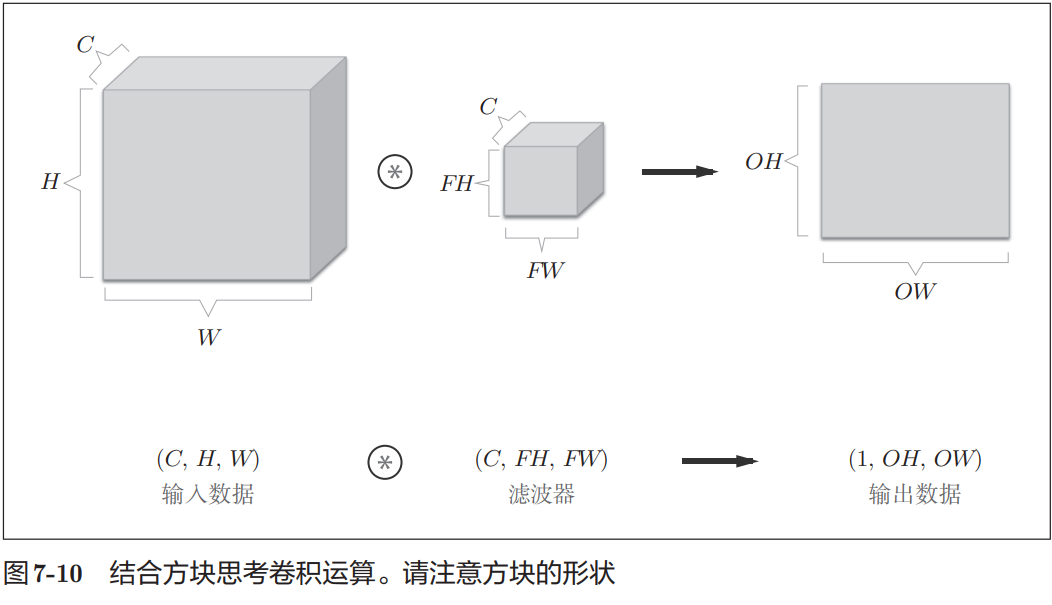 C
H
W
C
FH
FW
OH
OW
(C, H, W) ⊛ (C, FH, FW) (1, OH, OW)
输入数据 滤波器 输出数据
图7-10 结合方块思考卷积运算。请注意方块的形状